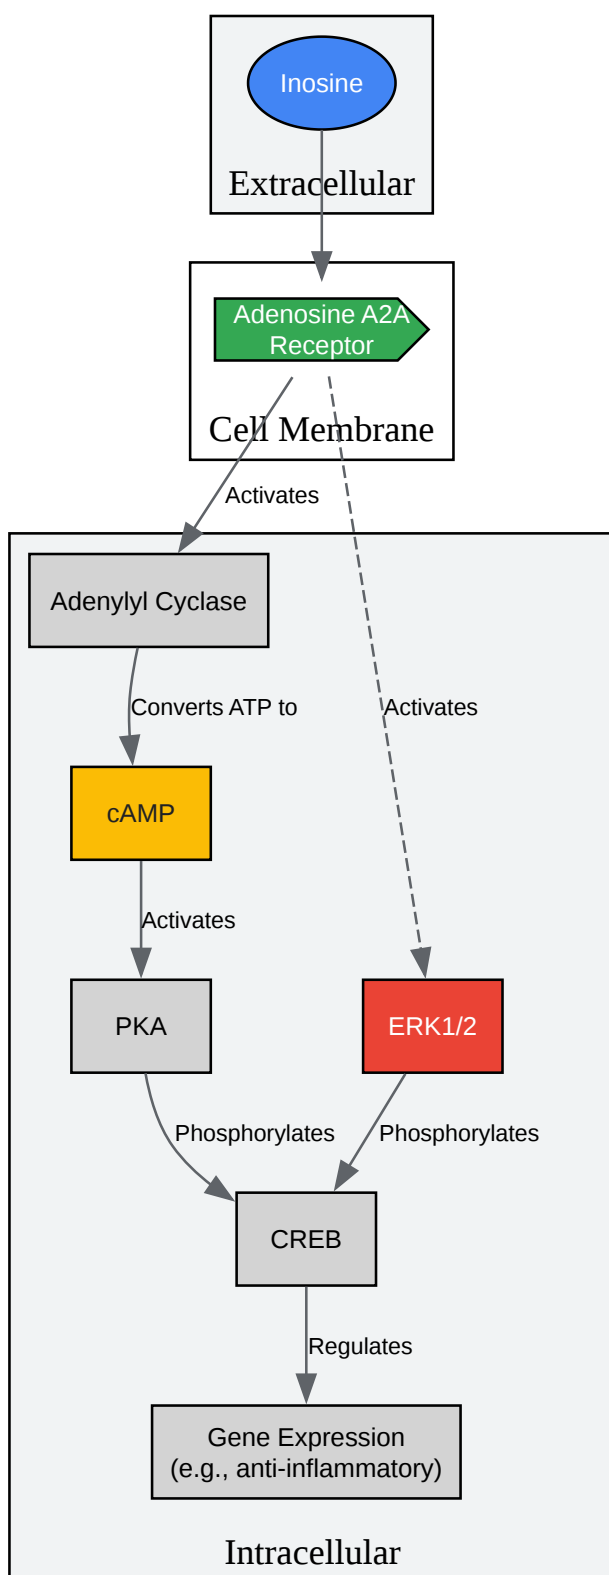 Inosine
Extracellular
Adenosine A2A
Receptor
Cell Membrane
Activates
Adenylyl Cyclase
Converts ATP to
Activates
cAMP
Activates
PKA
ERK1/2
Phosphorylates
Phosphorylates
CREB
Regulates
Gene Expression
(e.g., anti-inflammatory)
Intracellular